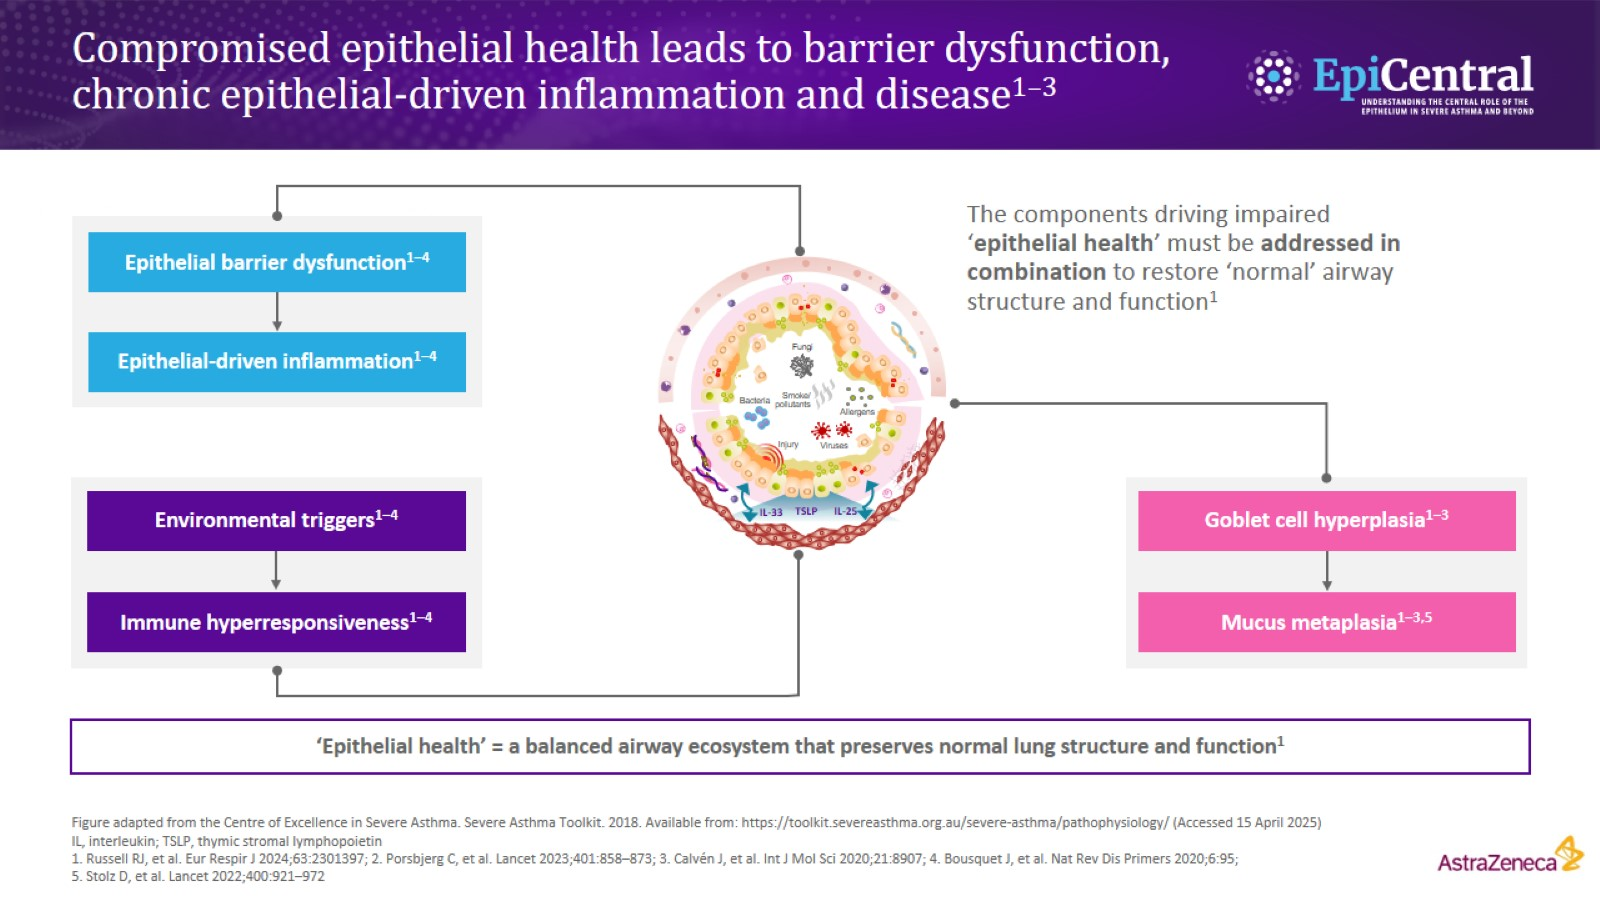 Compromised epithelial health leads to barrier dysfunction,
chronic epithelial-driven inflammation and disease¹⁻³
EpiCentral
UNDERSTANDING THE CENTRAL ROLE OF THE
EPITHELIUM IN SEVERE ASTHMA AND BEYOND
Epithelial barrier dysfunction¹⁻⁴
Epithelial-driven inflammation¹⁻⁴
The components driving impaired
‘epithelial health’ must be addressed in
combination to restore ‘normal’ airway
structure and function¹
Fungi
Smoke/
pollutants
Bacteria
Allergens
Injury
Viruses
IL-33
TSLP
IL-25
Environmental triggers¹⁻⁴
Immune hyperresponsiveness¹⁻⁴
Goblet cell hyperplasia¹⁻³
Mucus metaplasia¹⁻³,⁵
‘Epithelial health’ = a balanced airway ecosystem that preserves normal lung structure and function¹
Figure adapted from the Centre of Excellence in Severe Asthma. Severe Asthma Toolkit. 2018. Available from: https://toolkit.severeasthma.org.au/severe-asthma/pathophysiology/ (Accessed 15 April 2025)
IL, interleukin; TSLP, thymic stromal lymphopoietin
1. Russell RJ, et al. Eur Respir J 2024;63:2301397; 2. Porsbjerg C, et al. Lancet 2023;401:858–873; 3. Calvén J, et al. Int J Mol Sci 2020;21:8907; 4. Bousquet J, et al. Nat Rev Dis Primers 2020;6:95;
5. Stolz D, et al. Lancet 2022;400:921–972
AstraZeneca